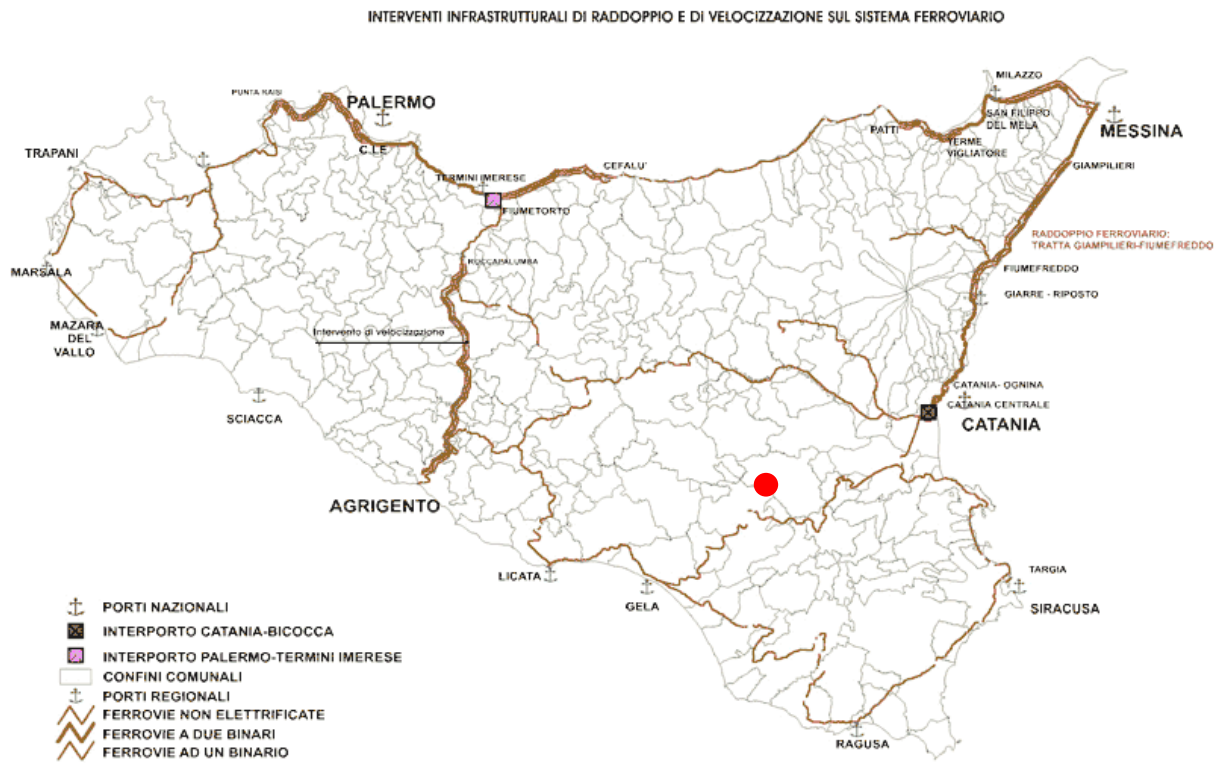 INTERVENTI INFRASTRUTTURALI DI RADDOPPIO E DI VELOCIZZAZIONE SUL SISTEMA FERROVIARIO
MILAZZO
PUNTA RAISI
PALERMO
SAN FILIPPO
DEL MELA
MESSINA
PATTI
YERME
VIGLIATORE
C.LE
TRAPANI
CEFALU'
GIAMPILIERI
TERMINI IMERESE
FIUMETORTO
RADDOPPIO FERROVIARIO:
TRATTA GIAMPILIERI-FIUMEFREDDO
ROCCAPALUMBA
MARSALA
FIUMEFREDDO
GIARRE - RIPOSTO
MAZARA
DEL
VALLO
Intervento di velocizzazione
SCIACCA
CATANIA- OGNINA
CATANIA CENTRALE
CATANIA
AGRIGENTO
LICATA
GELA
TARGIA
SIRACUSA
RAGUSA
PORTI NAZIONALI
INTERPORTO CATANIA-BICOCCA
INTERPORTO PALERMO-TERMINI IMERESE
CONFINI COMUNALI
PORTI REGIONALI
FERROVIE NON ELETTRIFICATE
FERROVIE A DUE BINARI
FERROVIE AD UN BINARIO